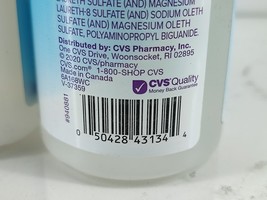 LAURETH SULFATE (AND) MAGNESIUM
LAURETH-8 SULFATE (AND) SODIUM OLETH
SULFATE (AND) MAGNESIUM OLETH
SULFATE, POLYAMINOPROPYL BIGUANIDE.
Distributed by: CVS Pharmacy, Inc.
One CVS Drive, Woonsocket, RI 02895
© 2020 CVS/pharmacy
CVS.com® 1-800-SHOP CVS
Made in Canada
V-37359
CVS Quality
Money Back Guarantee
#940881
0 50428 43134 4